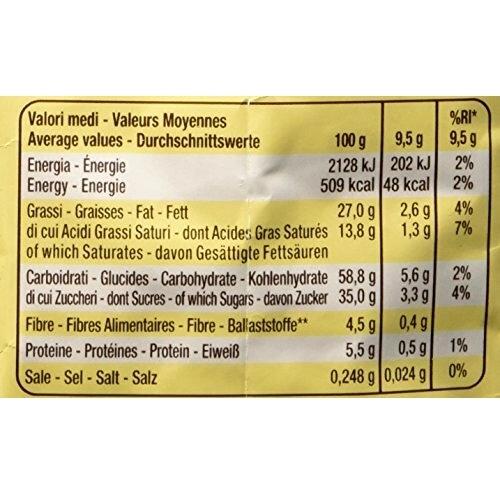 Valori medi - Valeurs Moyennes %RI*
Average values - Durchschnittswerte 100 g 9,5 g 9,5 g
Energia - Énergie 2128 kJ 202 kJ 2%
Energy - Energie 509 kcal 48 kcal 2%
Grassi - Graisses - Fat - Fett 27,0 g 2,6 g 4%
di cui Acidi Grassi Saturi - dont Acides Gras Saturés 13,8 g 1,3 g 7%
of which Saturates - davon Gesättigte Fettsäuren
Carboidrati - Glucides - Carbohydrate - Kohlenhydrate 58,8 g 5,6 g 2%
di cui Zuccheri - dont Sucres - of which Sugars - davon Zucker 35,0 g 3,3 g 4%
Fibre - Fibres Alimentaires - Fibre - Ballaststoffe** 4,5 g 0,4 g
Proteine - Protéines - Protein - Eiweiß 5,5 g 0,5 g 1%
Sale - Sel - Salt - Salz 0,248 g 0,024 g 0%